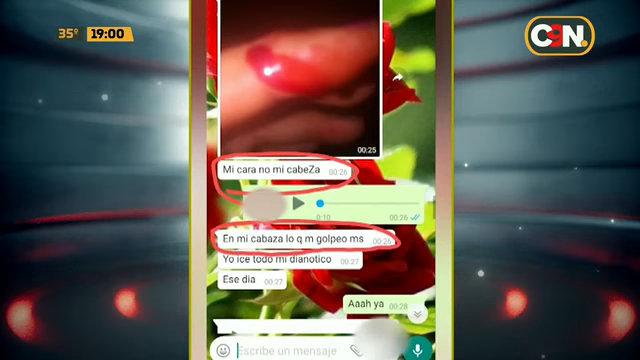 35°
19:00
C9N.
00:25
Mi cara no mi cabeZa 00:26
0:10 00:26
En mi cabaza lo q m golpeo ms 00:26
Yo ice todo mi dianotico 00:27
Ese dia 00:27
Aaah ya 00:28
Escribe un mensaje